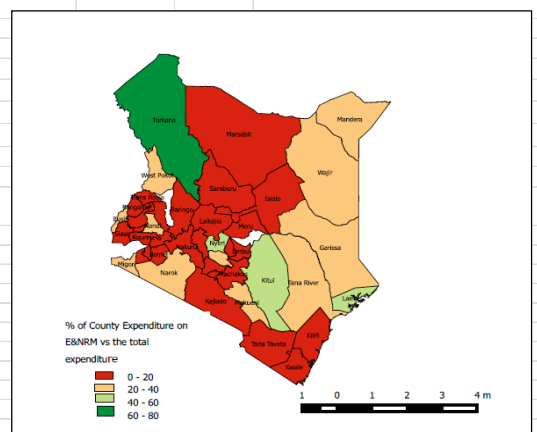 Turkana
Mandera
Marsabit
Wajir
West Pokot
Samburu
Isiolo
Baringo
Laikipia
Meru
Nyeri
Garissa
Nakuru
Kitui
Tana River
Machakos
Migori
Narok
Lamu
Kajiado
Makueni
Kilifi
Taita Taveta
Kwale
% of County Expenditure on
E&NRM vs the total
expenditure
0 - 20
20 - 40
40 - 60
60 - 80
1 0 1 2 3 4 m